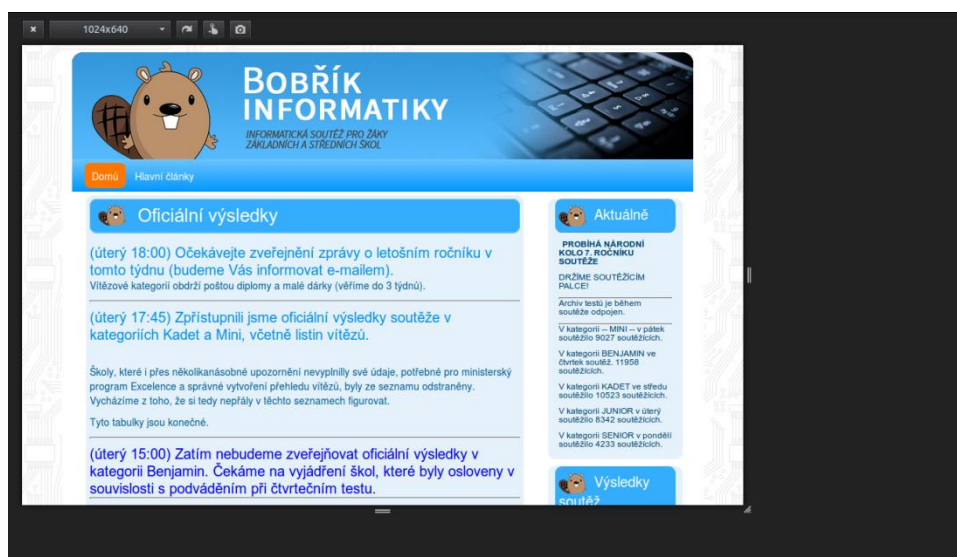 1024x640
BOBŘÍK
INFORMATIKY
INFORMATICKÁ SOUTĚŽ PRO ŽÁKY
ZÁKLADNÍCH A STŘEDNÍCH ŠKOL
Domů Hlavní články
Oficiální výsledky
(úterý 18:00) Očekávejte zveřejnění zprávy o letošním ročníku v
tomto týdnu (budeme Vás informovat e-mailem).
Vítězové kategorií obdrží poštou diplomy a malé dárky (věříme do 3 týdnů).
(úterý 17:45) Zpřístupnili jsme oficiální výsledky soutěže v
kategoriích Kadet a Mini, včetně listin vítězů.
Školy, které i přes několikanásobné upozornění nevyplnilly své údaje, potřebné pro ministerský
program Excelence a správné vytvoření přehledu vítězů, byly ze seznamu odstraněny.
Vycházíme z toho, že si tedy nepřály v těchto seznamech figurovat.
Tyto tabulky jsou konečné.
(úterý 15:00) Zatím nebudeme zveřejňovat oficiální výsledky v
kategorii Benjamin. Čekáme na vyjádření škol, které byly osloveny v
souvislosti s podváděním při čtvrtečním testu.
Aktuálně
PROBÍHÁ NÁRODNÍ
KOLO 7. ROČNÍKU
SOUTĚŽE
DRŽÍME SOUTĚŽÍCÍM
PALCE!
Archiv testů je během
soutěže odpojen.
V kategorii -- MINI -- v pátek
soutěžilo 9027 soutěžících.
V kategorii BENJAMIN ve
čtvrtek soutěž. 11958
soutěžících.
V kategorii KADET ve středu
soutěžilo 10523 soutěžících.
V kategorii JUNIOR v úterý
soutěžilo 8342 soutěžících.
V kategorii SENIOR v pondělí
soutěžilo 4233 soutěžících.
Výsledky
soutěž